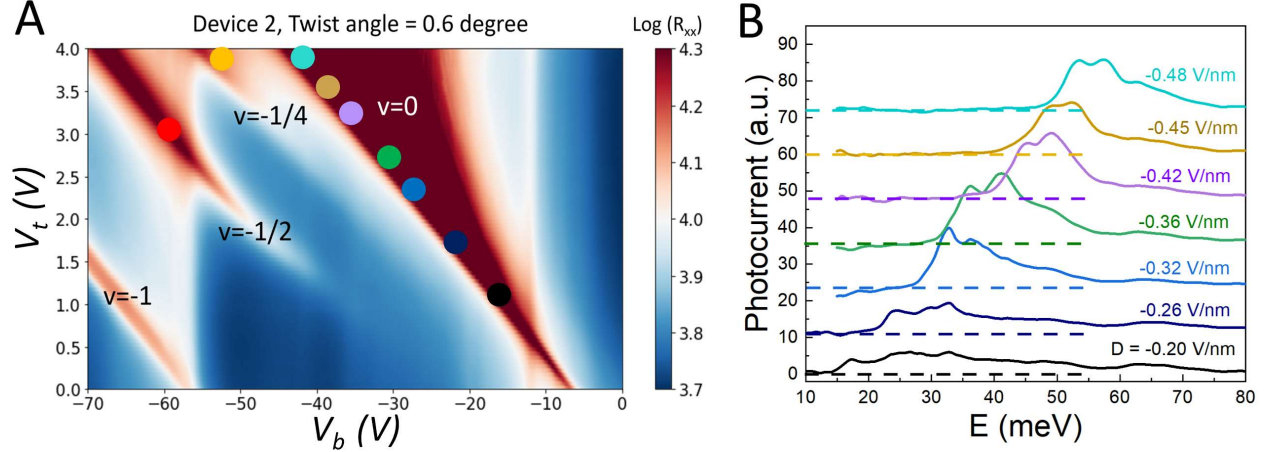 A
Device 2, Twist angle = 0.6 degree
Log (Rxx)
4.0
3.5
3.0
2.5
2.0
1.5
1.0
0.5
0.0
Vt (V)
v=-1/4
v=0
v=-1/2
v=-1
−70
−60
−50
−40
−30
−20
−10
0
Vb (V)
4.3
4.2
4.1
4.0
3.9
3.8
3.7
B
90
80
70
60
50
40
30
20
10
0
Photocurrent (a.u.)
-0.48 V/nm
-0.45 V/nm
-0.42 V/nm
-0.36 V/nm
-0.32 V/nm
-0.26 V/nm
D = -0.20 V/nm
10
20
30
40
50
60
70
80
E (meV)